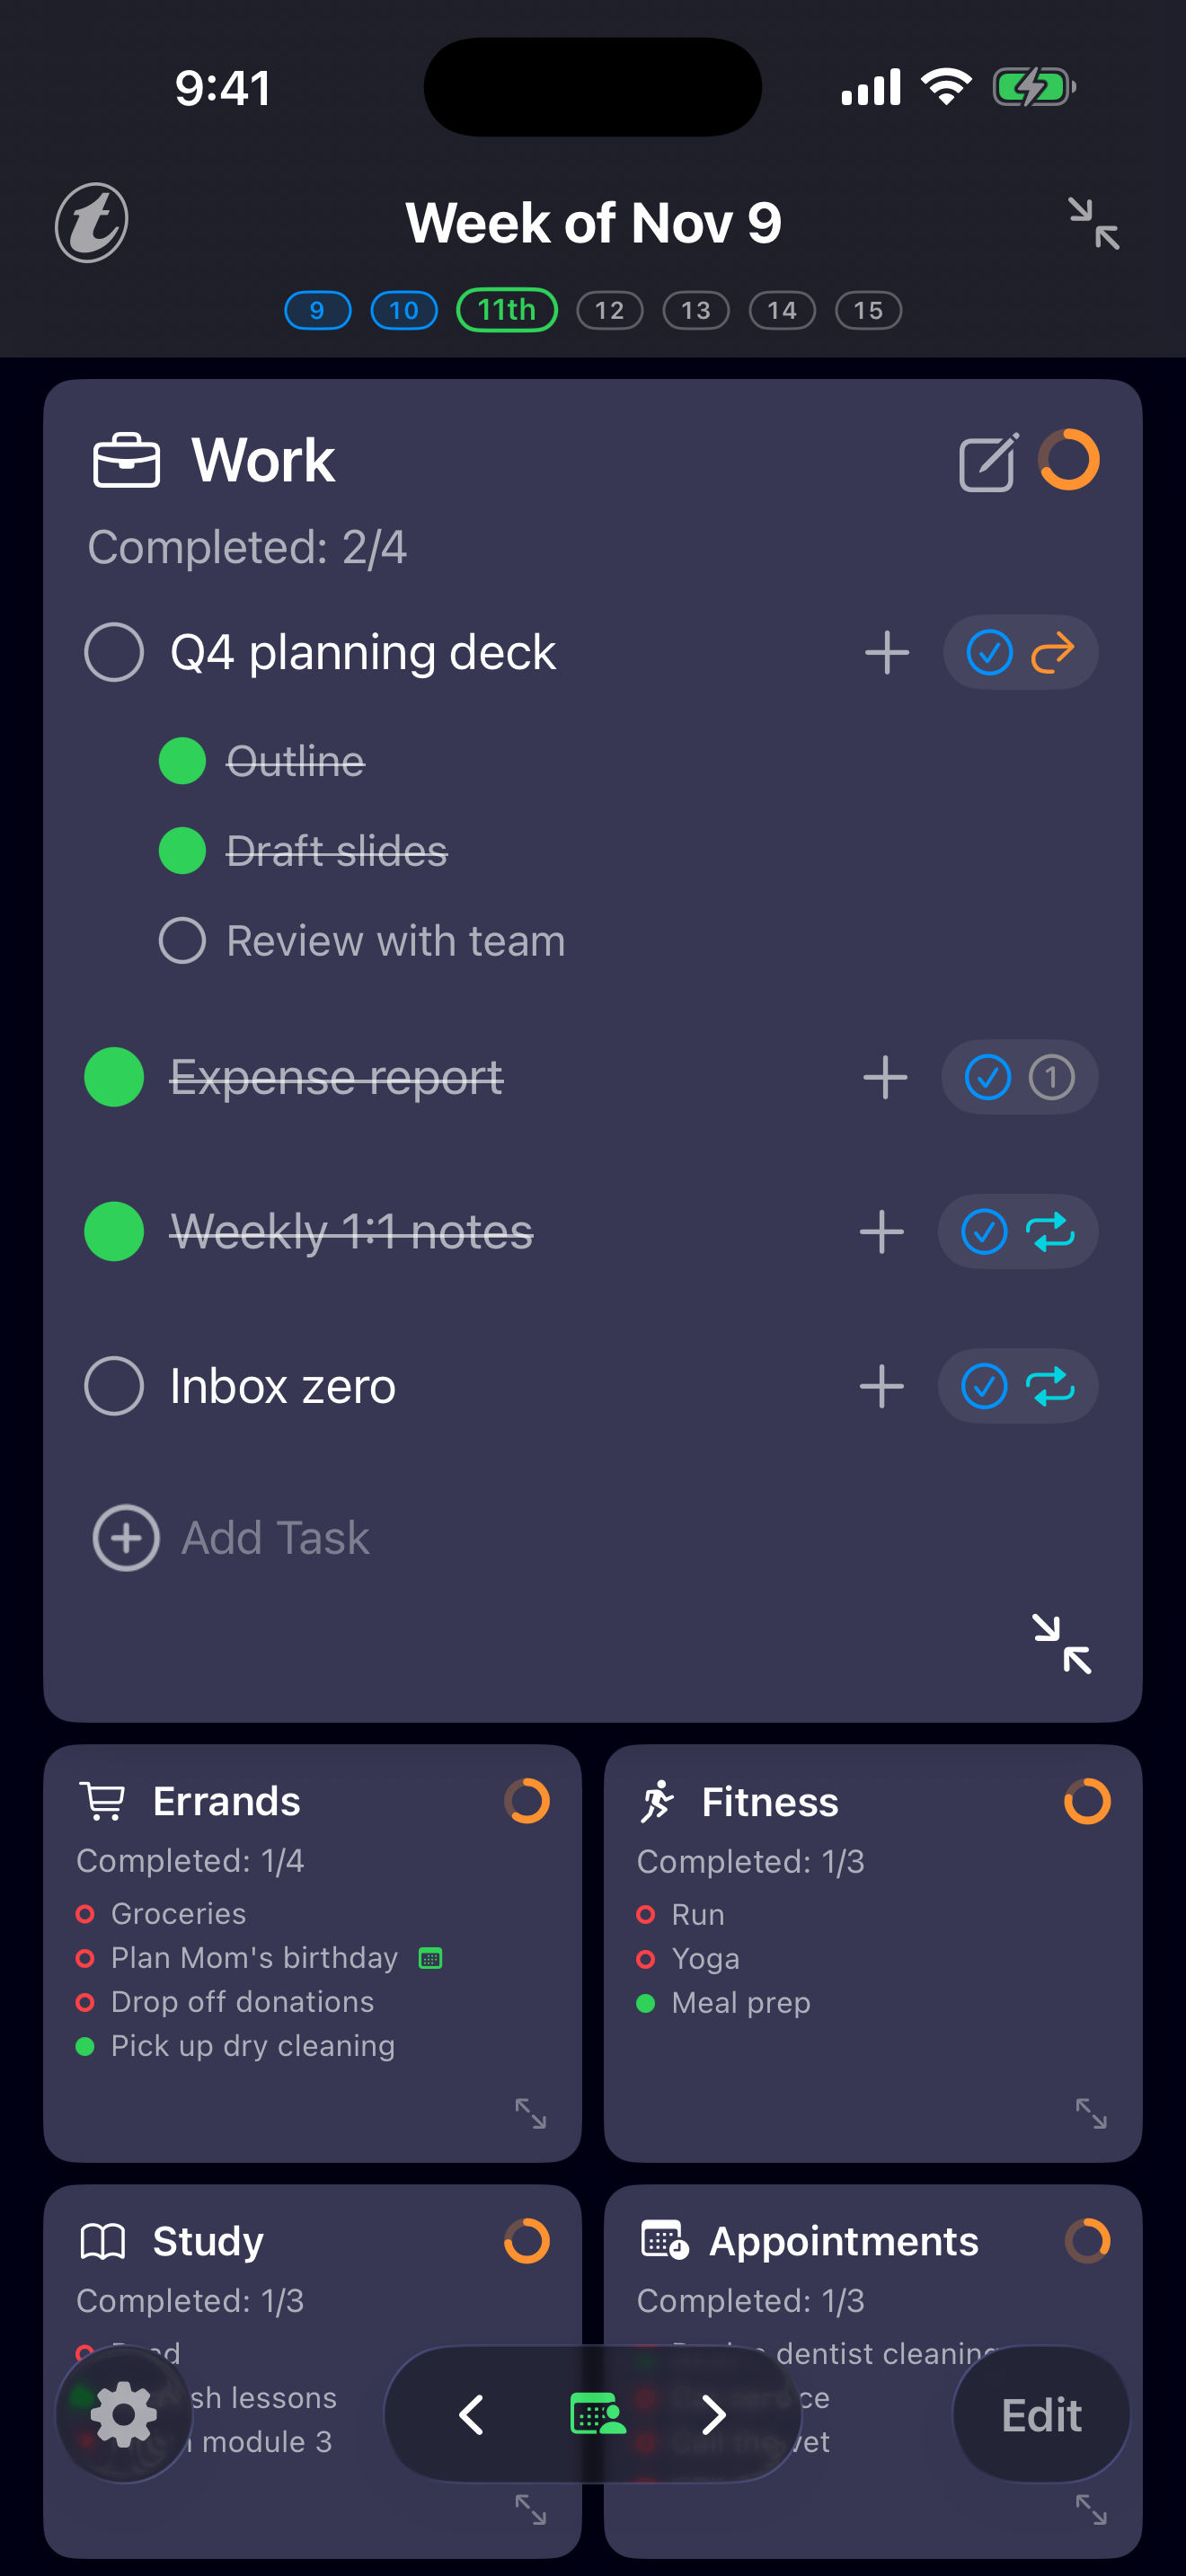 9:41
Week of Nov 9
9 10 11th 12 13 14 15
Work
Completed: 2/4
Q4 planning deck
Outline
Draft slides
Review with team
Expense report
1
Weekly 1:1 notes
Inbox zero
Add Task
Errands
Completed: 1/4
Groceries
Plan Mom's birthday
Drop off donations
Pick up dry cleaning
Fitness
Completed: 1/3
Run
Yoga
Meal prep
Study
Completed: 1/3
lessons
module 3
Appointments
Completed: 1/3
dentist cleaning
vet
Edit